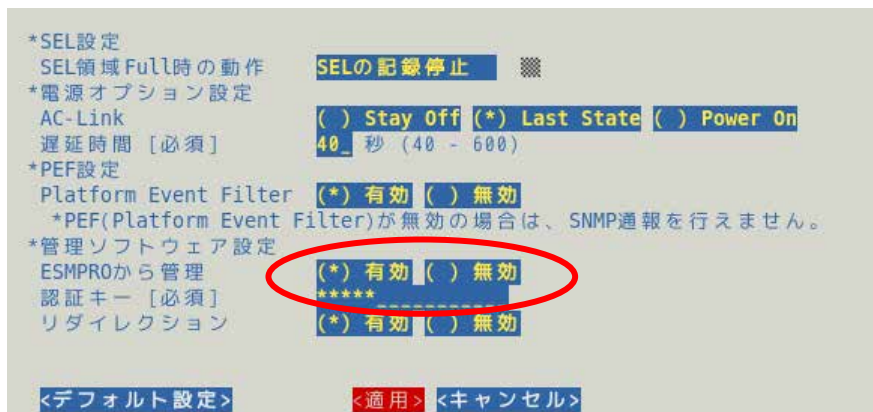 *SEL設定
SEL領域Full時の動作 SELの記録停止
*電源オプション設定
AC-Link ( ) Stay Off (*) Last State ( ) Power On
遅延時間 [必須] 40_ 秒 (40 - 600)
*PEF設定
Platform Event Filter (*) 有効 ( ) 無効
*PEF(Platform Event Filter)が無効の場合は、SNMP通報を行えません。
*管理ソフトウェア設定
ESMPROから管理 (*) 有効 ( ) 無効
認証キー [必須] *****___________
リダイレクション (*) 有効 ( ) 無効
<デフォルト設定> <適用> <キャンセル>